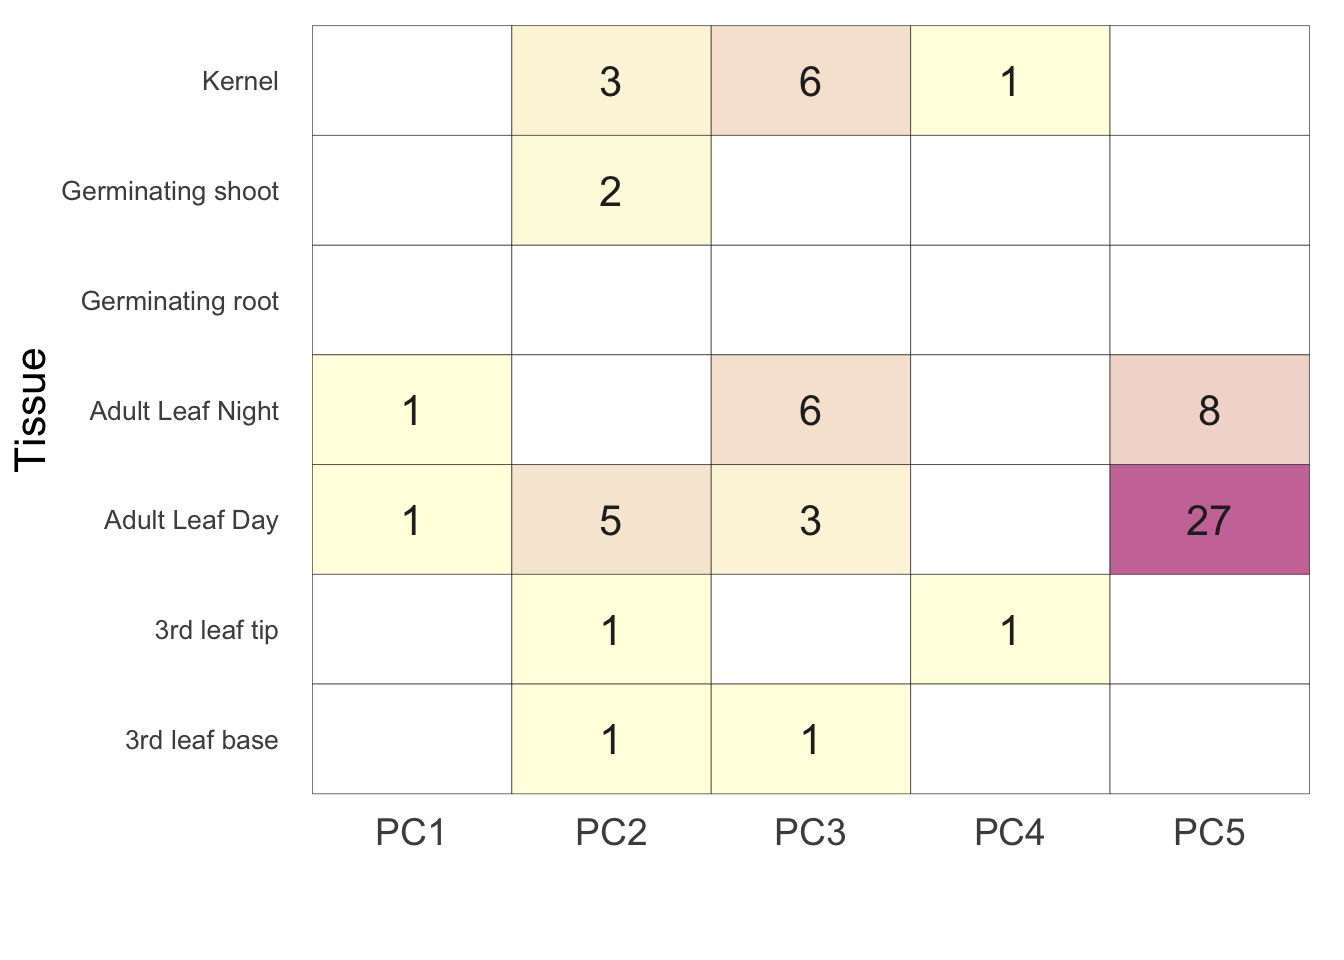 Tissue
Kernel 3 6 1
Germinating shoot 2
Germinating root
Adult Leaf Night 1 6 8
Adult Leaf Day 1 5 3 27
3rd leaf tip 1 1
3rd leaf base 1 1
PC1 PC2 PC3 PC4 PC5